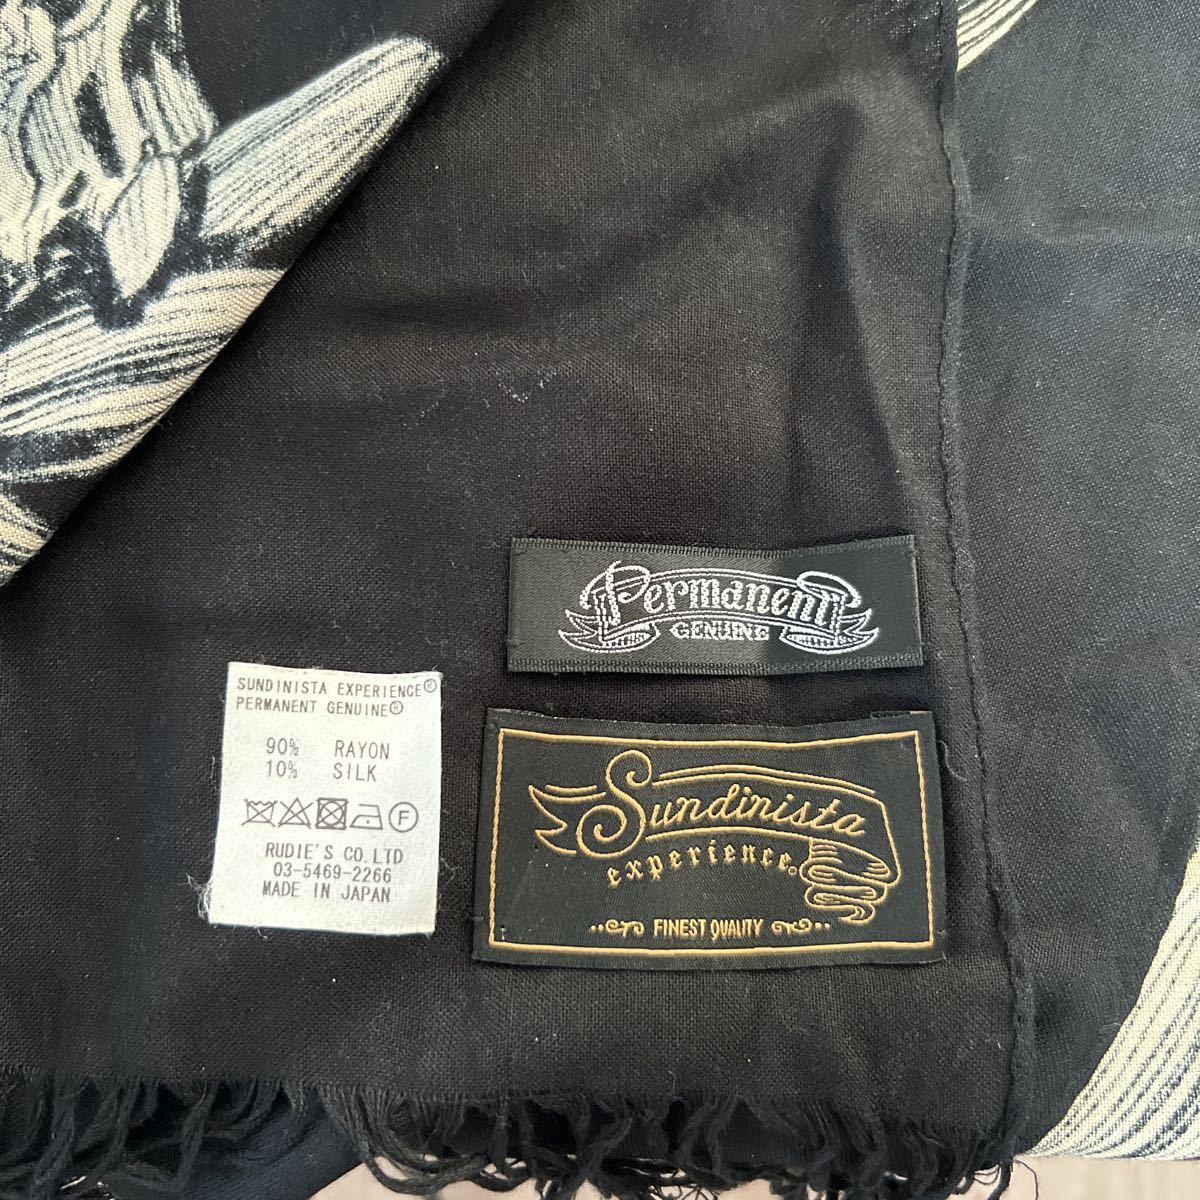 Permanent
GENUINE
SUNDINISTA EXPERIENCE®
PERMANENT GENUINE®
90% RAYON
10% SILK
F
RUDIE'S CO.LTD
03-5469-2266
MADE IN JAPAN
Sundinista
experience®
FINEST QUALITY